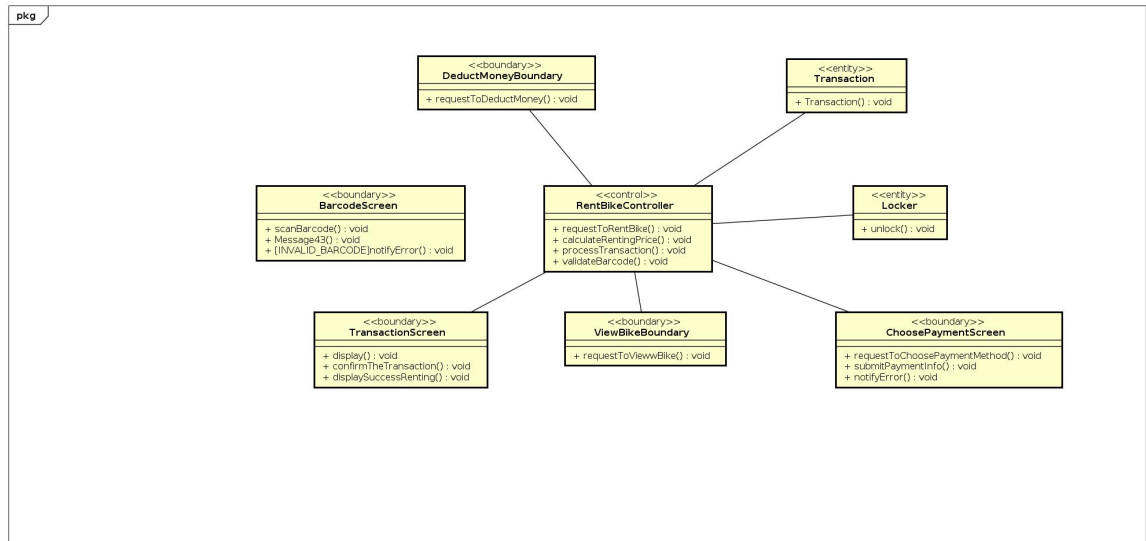 pkg
<<boundary>>
DeductMoneyBoundary
+ requestToDeductMoney() : void
<<entity>>
Transaction
+ Transaction() : void
<<boundary>>
BarcodeScreen
+ scanBarcode() : void
+ Message43() : void
+ [INVALID_BARCODE]notifyError() : void
<<control>>
RentBikeController
+ requestToRentBike() : void
+ calculateRentingPrice() : void
+ processTransaction() : void
+ validateBarcode() : void
<<entity>>
Locker
+ unlock() : void
<<boundary>>
TransactionScreen
+ display() : void
+ confirmTheTransaction() : void
+ displaySuccessRenting() : void
<<boundary>>
ViewBikeBoundary
+ requestToViewwBike() : void
<<boundary>>
ChoosePaymentScreen
+ requestToChoosePaymentMethod() : void
+ submitPaymentInfo() : void
+ notifyError() : void